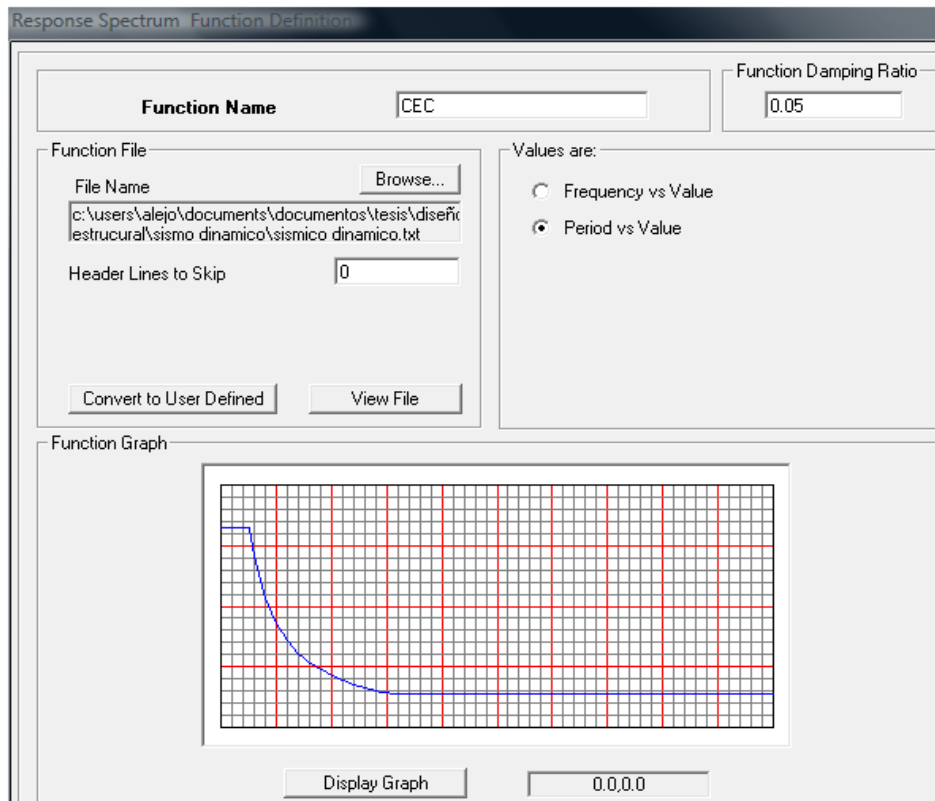 Response Spectrum Function Definition
Function Damping Ratio
Function Name
CEC
0.05
Function File
Values are:
File Name
Browse...
Frequency vs Value
c:\users\alejo\documents\documentos\tesis\diseño
estrucural\sismo dinamico\sismico dinamico.txt
Period vs Value
Header Lines to Skip
0
Convert to User Defined
View File
Function Graph
Display Graph
0.0,0.0